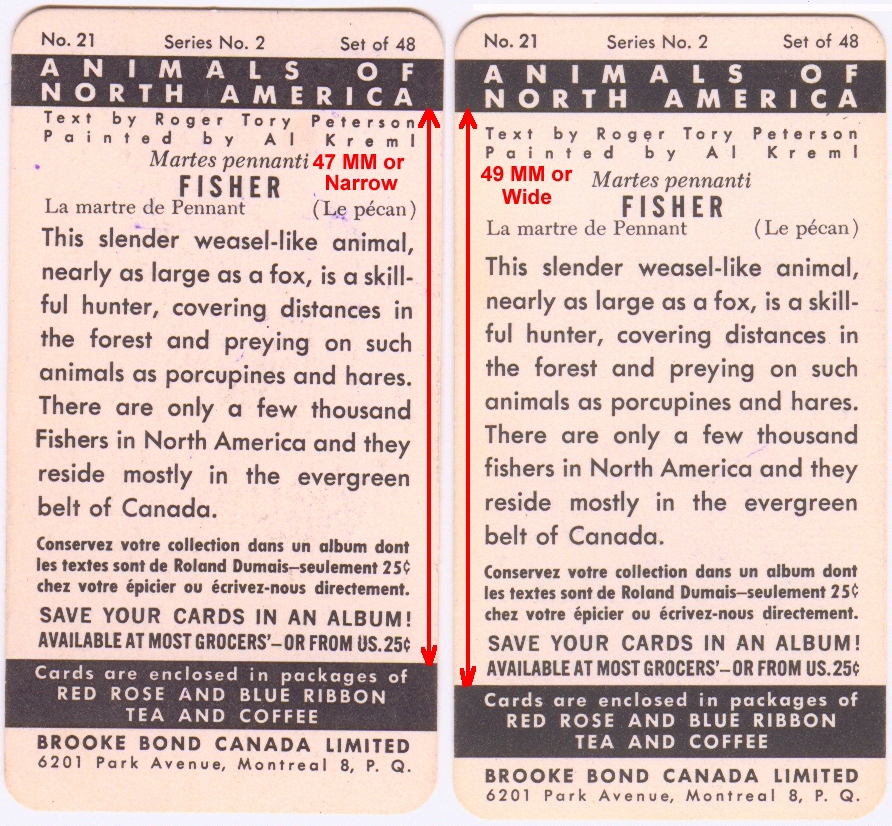 No. 21 Series No. 2 Set of 48
ANIMALS OF
NORTH AMERICA
Text by Roger Tory Peterson
Painted by Al Kreml
Martes pennanti
FISHER
La martre de Pennant (Le pécan)
This slender weasel-like animal,
nearly as large as a fox, is a skill-
ful hunter, covering distances in
the forest and preying on such
animals as porcupines and hares.
There are only a few thousand
Fishers in North America and they
reside mostly in the evergreen
belt of Canada.
Conservez votre collection dans un album dont
les textes sont de Roland Dumais—seulement 25¢
chez votre épicier ou écrivez-nous directement.
SAVE YOUR CARDS IN AN ALBUM!
AVAILABLE AT MOST GROCERS'—OR FROM US. 25¢
Cards are enclosed in packages of
RED ROSE AND BLUE RIBBON
TEA AND COFFEE
BROOKE BOND CANADA LIMITED
6201 Park Avenue, Montreal 8, P. Q.
47 MM or
Narrow
49 MM or
Wide
No. 21 Series No. 2 Set of 48
ANIMALS OF
NORTH AMERICA
Text by Roger Tory Peterson
Painted by Al Kreml
Martes pennanti
FISHER
La martre de Pennant (Le pécan)
This slender weasel-like animal,
nearly as large as a fox, is a skill-
ful hunter, covering distances in
the forest and preying on such
animals as porcupines and hares.
There are only a few thousand
fishers in North America and they
reside mostly in the evergreen
belt of Canada.
Conservez votre collection dans un album dont
les textes sont de Roland Dumais—seulement 25¢
chez votre épicier ou écrivez-nous directement.
SAVE YOUR CARDS IN AN ALBUM!
AVAILABLE AT MOST GROCERS'—OR FROM US. 25¢
Cards are enclosed in packages of
RED ROSE AND BLUE RIBBON
TEA AND COFFEE
BROOKE BOND CANADA LIMITED
6201 Park Avenue, Montreal 8, P. Q.